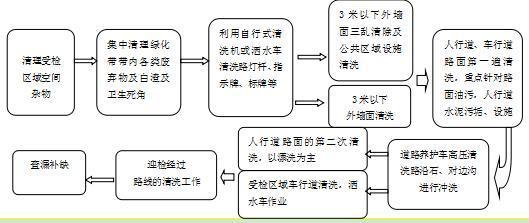 清理受检
区域空间
杂物
集中清理绿化
带带内各类废
弃物及白渣及
卫生死角
利用自行式清
洗机或洒水车
清洗路灯杆、指
示牌、标牌等
3 米以下外墙
面三乱清除及
公共区域设施
清洗
3 米以下
外墙面清洗
人行道、车行道
路面第一遍清
洗，重点针对路
面油污，人行道
水泥污垢、设施
道路养护车高压清
洗路沿石、对边沟
进行冲洗
人行道路面的第二次清
洗，以漂洗为主
受检区域车行道清洗，洒
水车作业
迎检经过
路线的清洗工作
查漏补缺